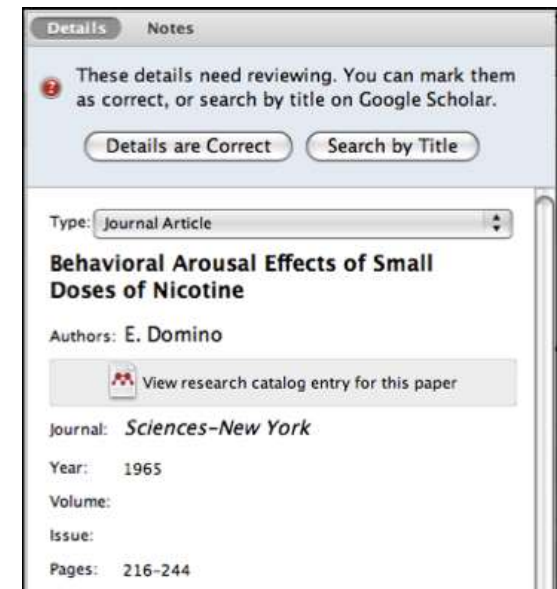 Details Notes
These details need reviewing. You can mark them
as correct, or search by title on Google Scholar.
Details are Correct Search by Title
Type: Journal Article
Behavioral Arousal Effects of Small
Doses of Nicotine
Authors: E. Domino
View research catalog entry for this paper
Journal: Sciences-New York
Year: 1965
Volume:
Issue:
Pages: 216-244